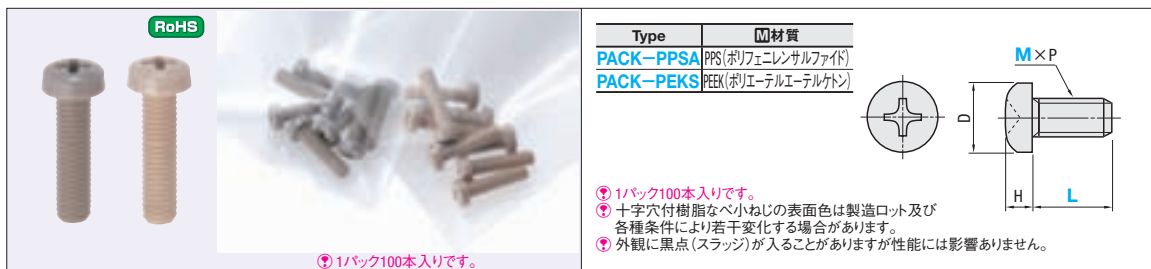 RoHS
1パック100本入りです。
Type M材質
PACK−PPSA PPS(ポリフェニレンサルファイド)
PACK−PEKS PEEK(ポリエーテルエーテルケトン)
M×P
D
H L
1パック100本入りです。
十字穴付樹脂なべ小ねじの表面色は製造ロット及び
各種条件により若干変化する場合があります。
外観に黒点(スラッジ)が入ることがありますが性能には影響ありません。